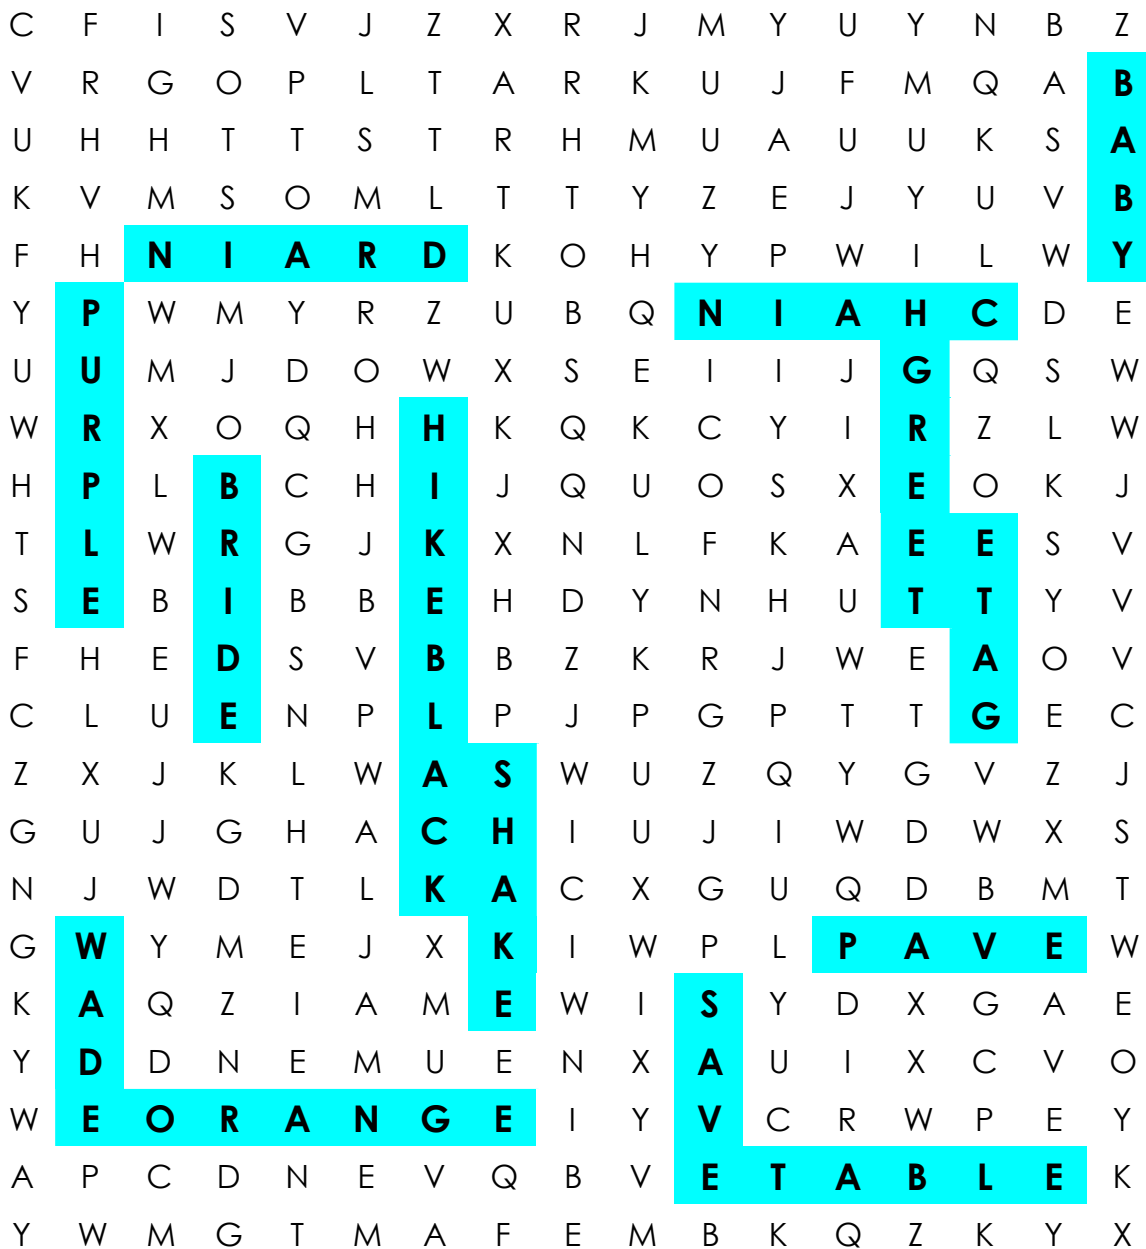 C F I S V J Z X R J M Y U Y N B Z
V R G O P L T A R K U J F M Q A B
U H H T T S T R H M U A U U K S A
K V M S O M L T T Y Z E J Y U V B
F H N I A R D K O H Y P W I L W Y
Y P W M Y R Z U B Q N I A H C D E
U U M J D O W X S E I I J G Q S W
W R X O Q H H K Q K C Y I R Z L W
H P L B C H I J Q U O S X E O K J
T L W R G J K X N L F K A E E S V
S E B I B B E H D Y N H U T T Y V
F H E D S V B B Z K R J W E A O V
C L U E N P L P J P G P T T G E C
Z X J K L W A S W U Z Q Y G V Z J
G U J G H A C H I U J I W D W X S
N J W D T L K A C X G U Q D B M T
G W Y M E J X K I W P L P A V E W
K A Q Z I A M E W I S Y D X G A E
Y D D N E M U E N X A U I X C V O
W E O R A N G E I Y V C R W P E Y
A P C D N E V Q B V E T A B L E K
Y W M G T M A F E M B K Q Z K Y X